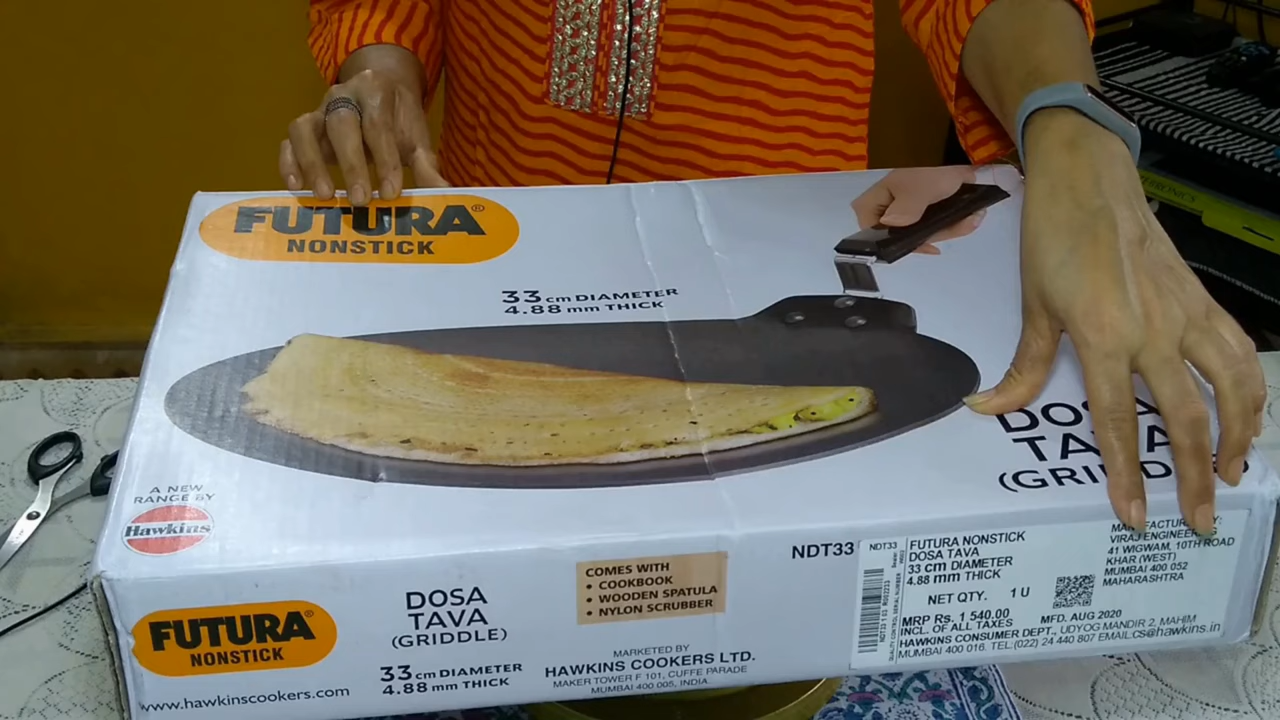 FUTURA®
NONSTICK
33 cm DIAMETER
4.88 mm THICK
DOSA
TAVA
A NEW
RANGE BY
Hawkins
FUTURA®
NONSTICK
www.hawkinscookers.com
DOSA
TAVA
(GRIDDLE)
33 cm DIAMETER
4.88 mm THICK
COMES WITH
• COOKBOOK
• WOODEN SPATULA
• NYLON SCRUBBER
MARKETED BY
HAWKINS COOKERS LTD.
MAKER TOWER F 101, CUFFE PARADE
MUMBAI 400 005, INDIA.
NDT33
NDT33
FUTURA NONSTICK
DOSA TAVA
33 cm DIAMETER
4.88 mm THICK
NET QTY. 1 U
MRP Rs. 1 540.00
INCL. OF ALL TAXES
MFD. AUG 2020
VIRAJ
41 WIGWAM, 10TH ROAD
KHAR (WEST)
MUMBAI 400 052
MAHARASHTRA
HAWKINS CONSUMER DEPT., UDYOG MANDIR 2, MAHIM
MUMBAI 400 016. TEL:(022) 24 440 807 EMAIL:cs@hawkins.in